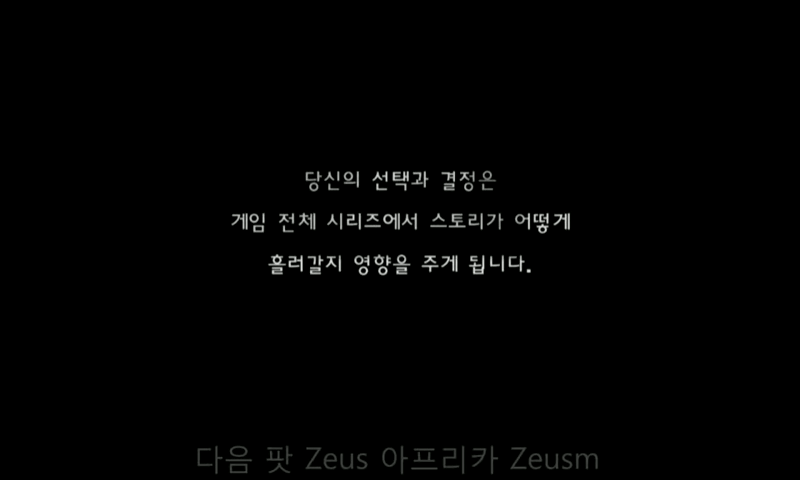 당신의 선택과 결정은
게임 전체 시리즈에서 스토리가 어떻게
흘러갈지 영향을 주게 됩니다.
다음 팟 Zeus 아프리카 Zeusm